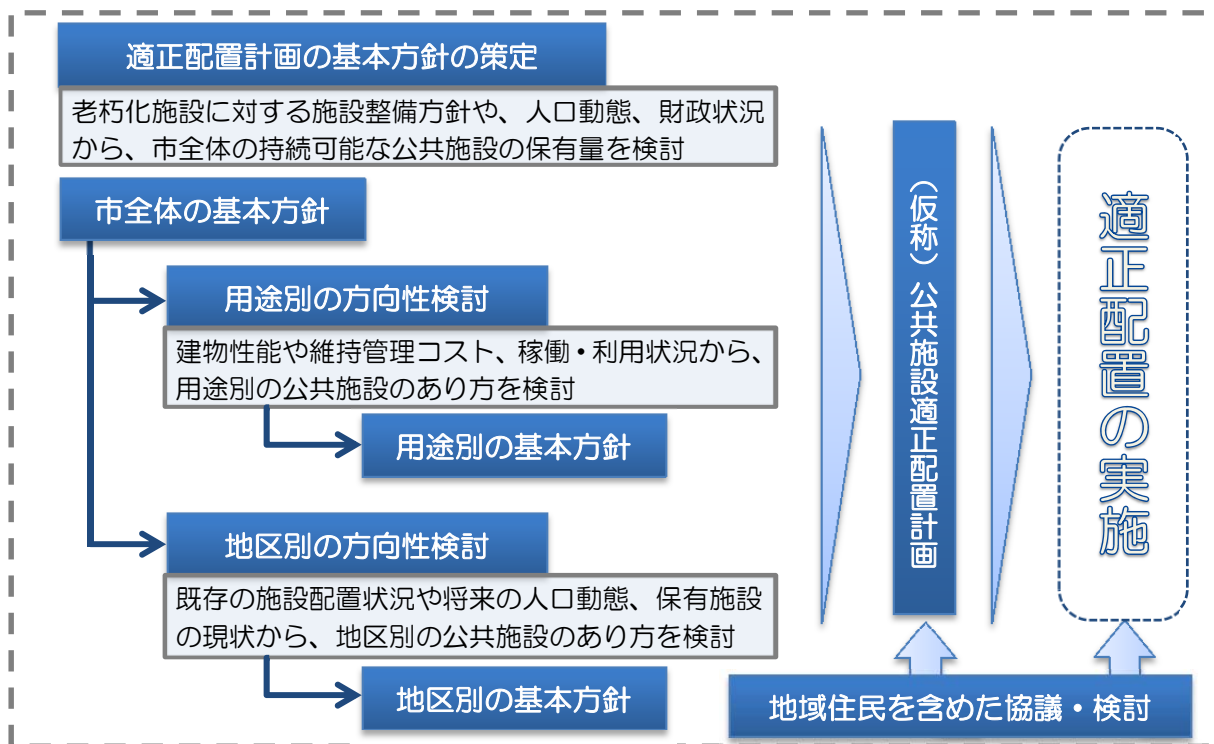 適正配置計画の基本方針の策定
老朽化施設に対する施設整備方針や、人口動態、財政状況
から、市全体の持続可能な公共施設の保有量を検討
市全体の基本方針
用途別の方向性検討
建物性能や維持管理コスト、稼働・利用状況から、
用途別の公共施設のあり方を検討
用途別の基本方針
地区別の方向性検討
既存の施設配置状況や将来の人口動態、保有施設
の現状から、地区別の公共施設のあり方を検討
地区別の基本方針
（仮称）公共施設適正配置計画
適正配置の実施
地域住民を含めた協議・検討